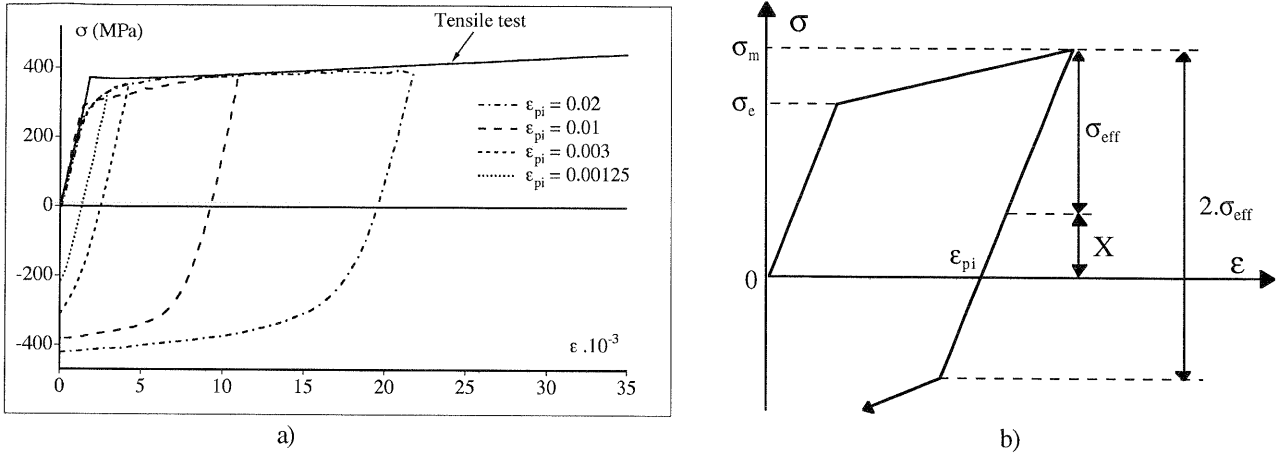 Tensile test
σ (MPa)
400
200
0
-200
-400
ε_pi = 0.02
ε_pi = 0.01
ε_pi = 0.003
ε_pi = 0.00125
ε .10⁻³
0
5
10
15
20
25
30
35
a)
σ
σ_m
σ_e
σ_eff
2.σ_eff
X
ε_pi
0
ε
b)